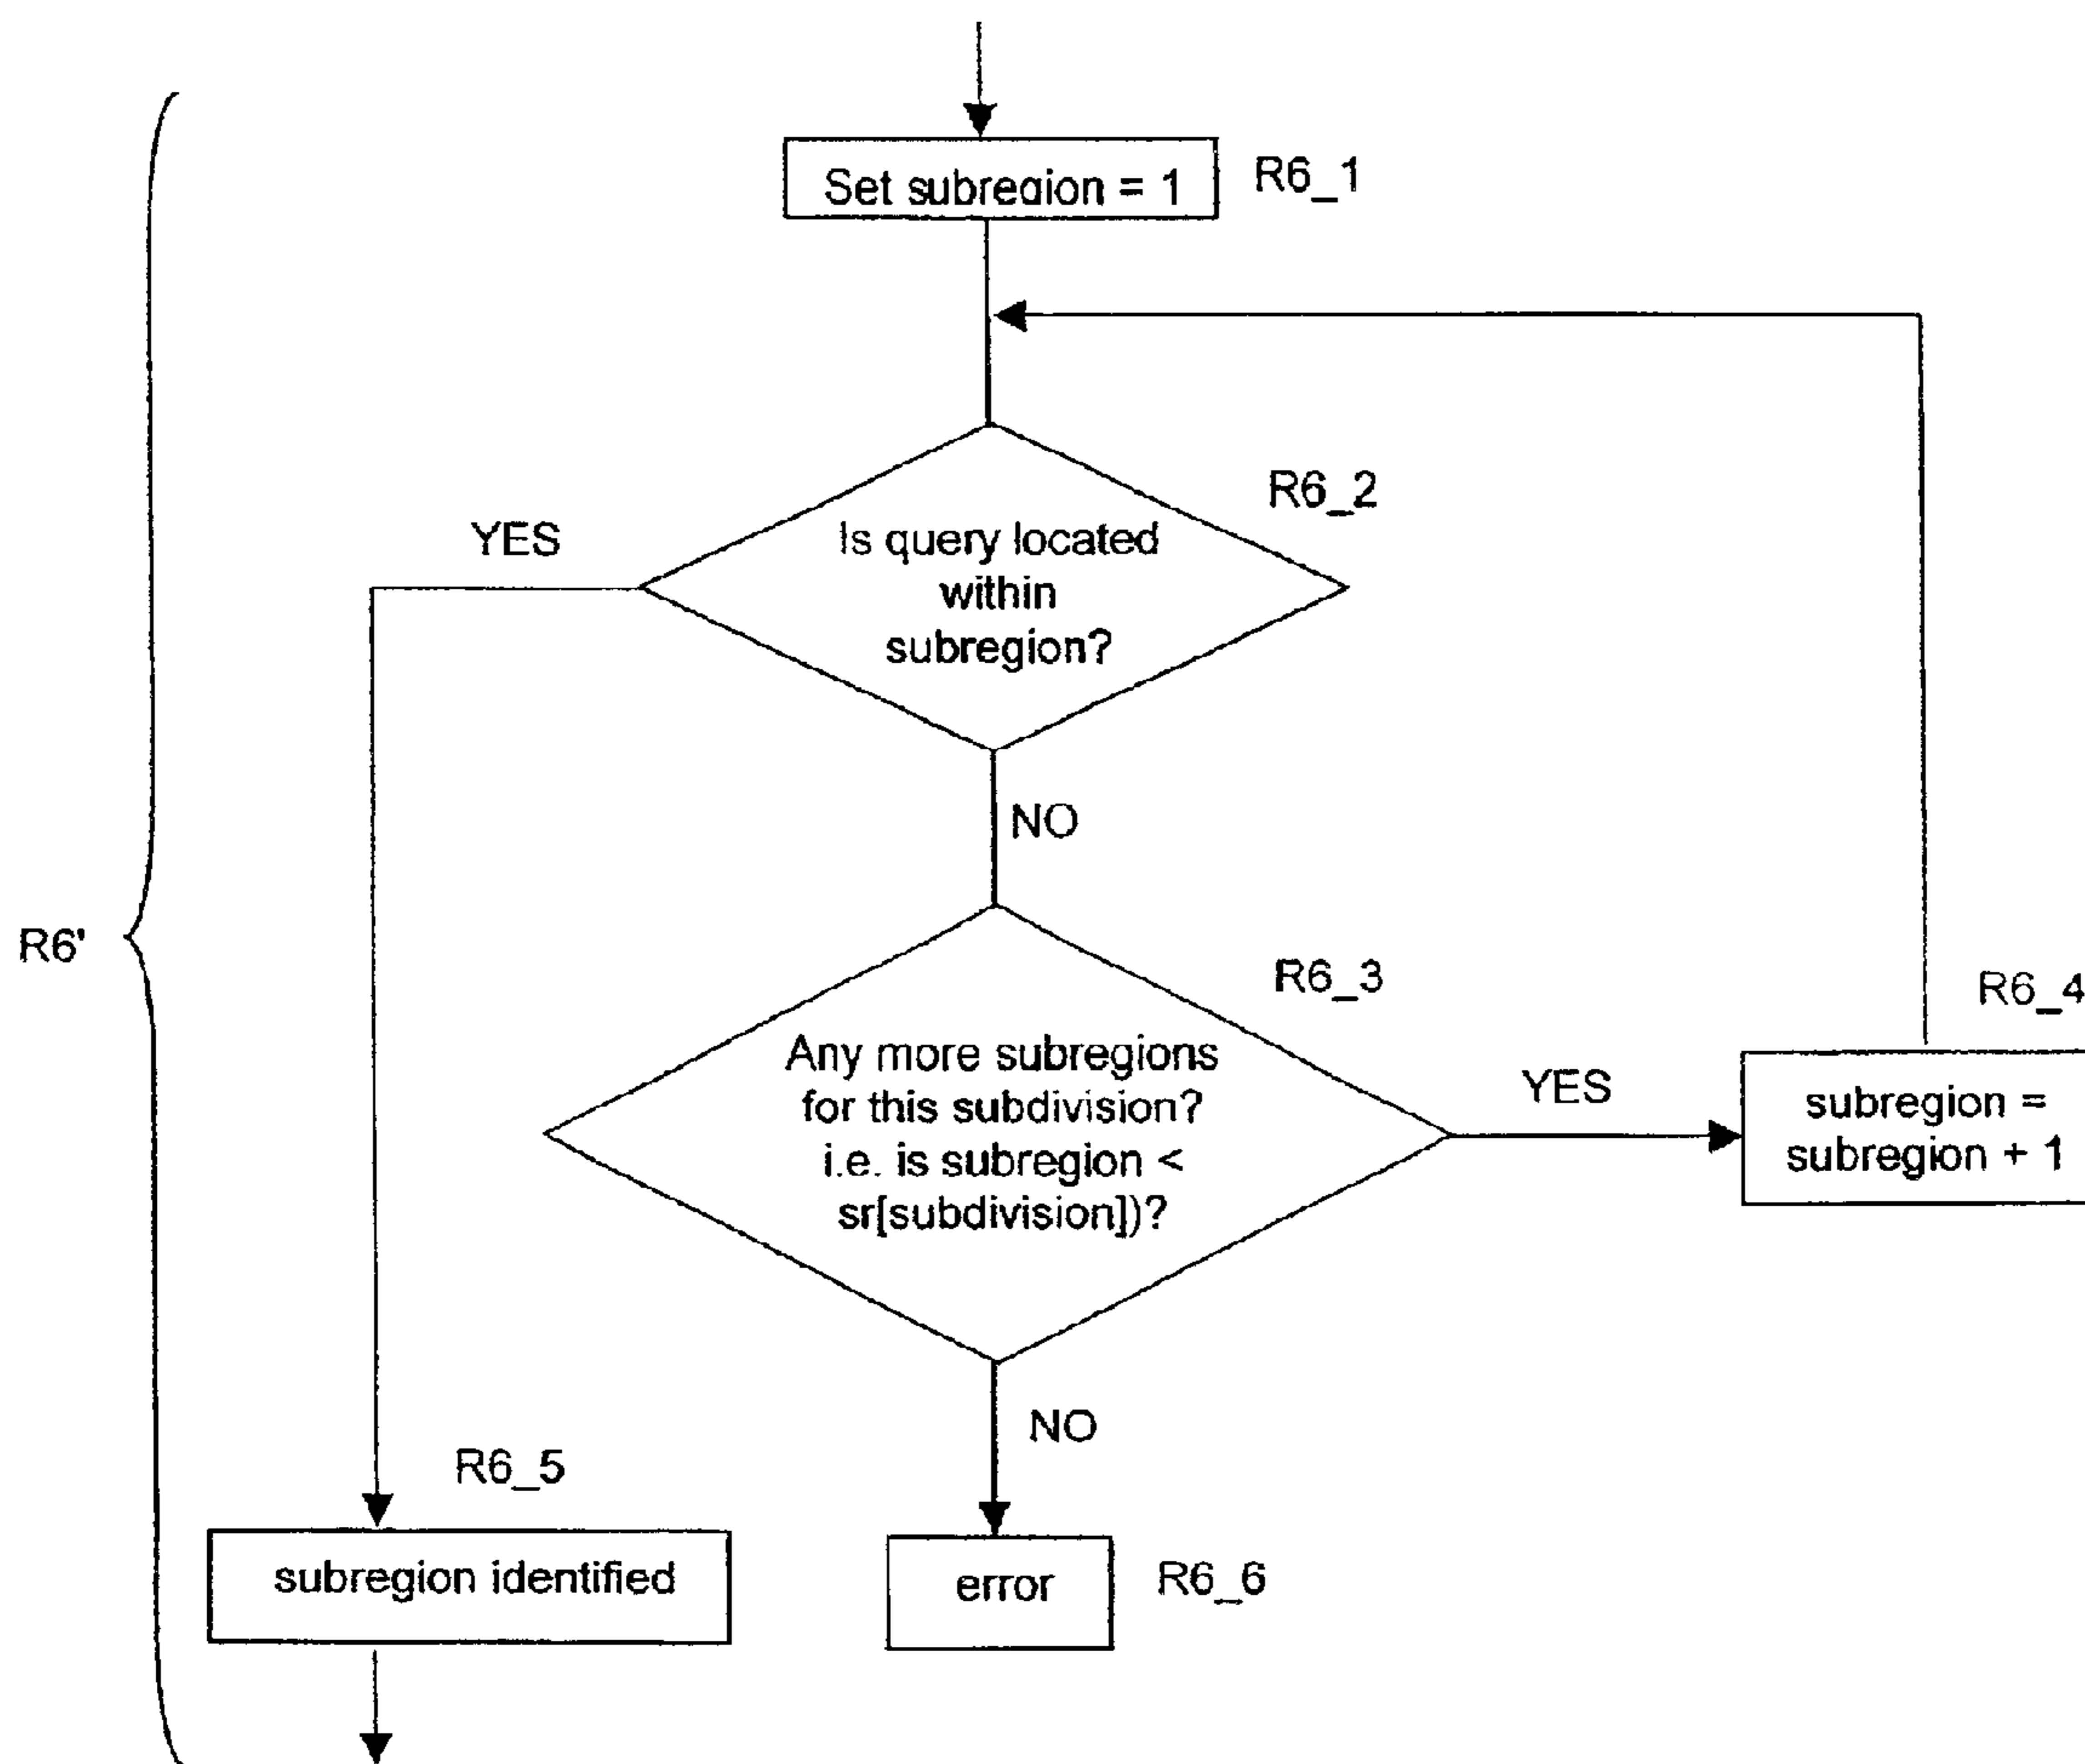 Set subregion = 1
R6_1
R6_2
YES
Is query located
within
subregion?
NO
R6'
R6_3
R6_4
Any more subregions
for this subdivision?
i.e. is subregion <
sr[subdivision])?
YES
subregion =
subregion + 1
NO
R6_5
subregion identified
error
R6_6